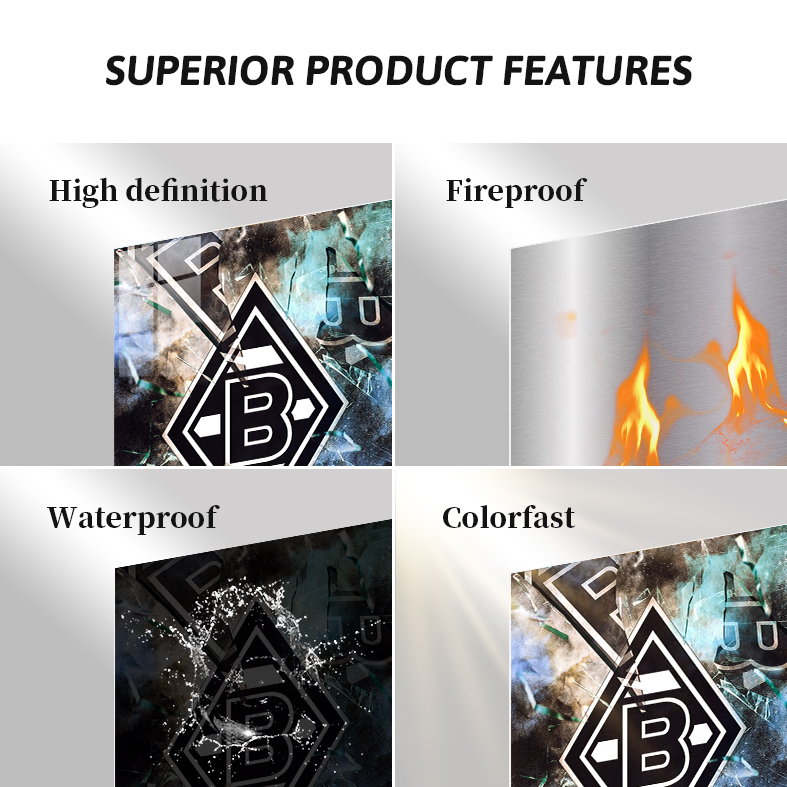 SUPERIOR PRODUCT FEATURES
High definition
Fireproof
B
B
Waterproof
Colorfast
B
B
B